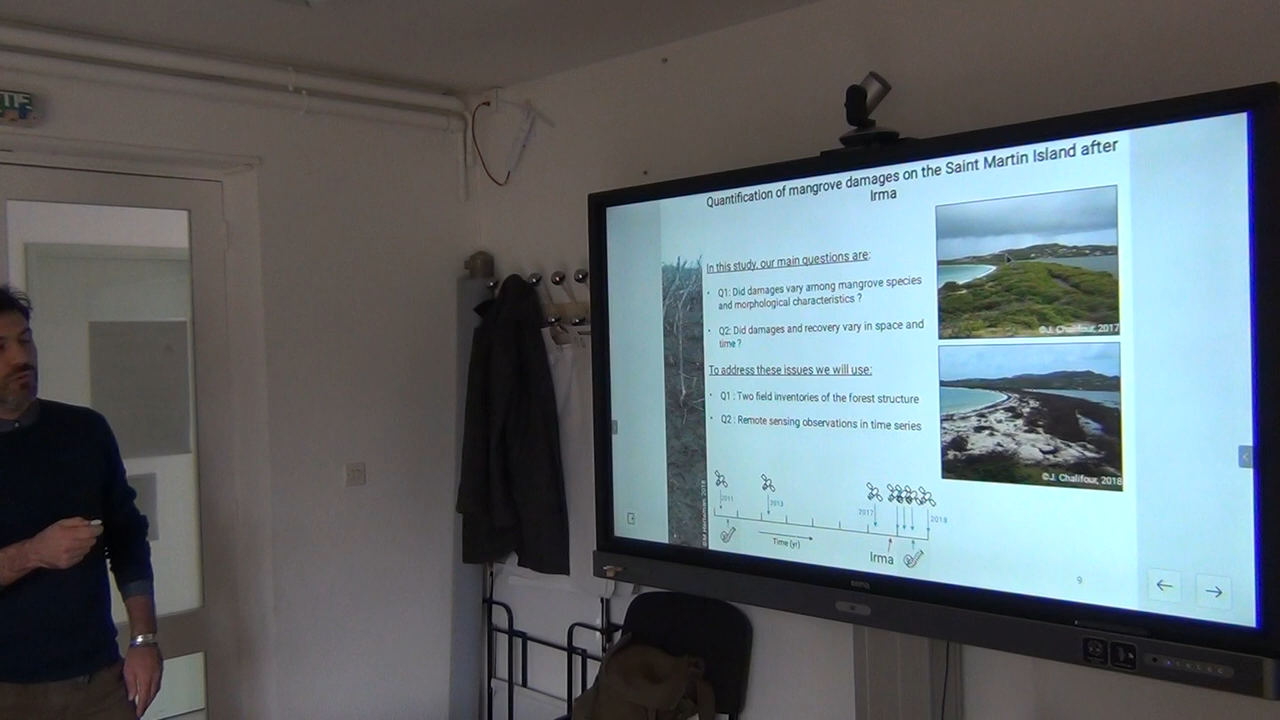 TIF
Quantification of mangrove damages on the Saint Martin Island after
Irma
In this study, our main questions are:
Q1: Did damages vary among mangrove species
and morphological characteristics ?
Q2: Did damages and recovery vary in space and
time ?
To address these issues we will use:
Q1 : Two field inventories of the forest structure
Q2 : Remote sensing observations in time series
©J. Chalifour, 2017
©J. Chalifour, 2018
2011
2013
2017
2019
Time (yr)
Irma
9